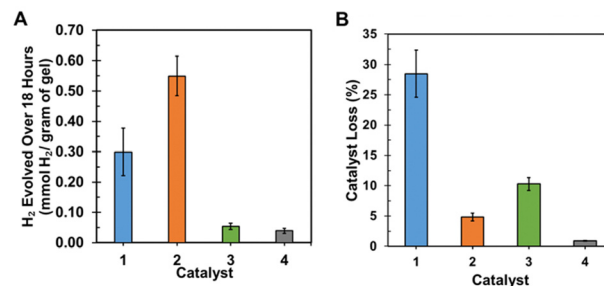 A
H2 Evolved Over 18 Hours
(mmol H2/ gram of gel)
0.70
0.60
0.50
0.40
0.30
0.20
0.10
0.00
1 2 3 4
Catalyst
B
Catalyst Loss (%)
35
30
25
20
15
10
5
0
1 2 3 4
Catalyst